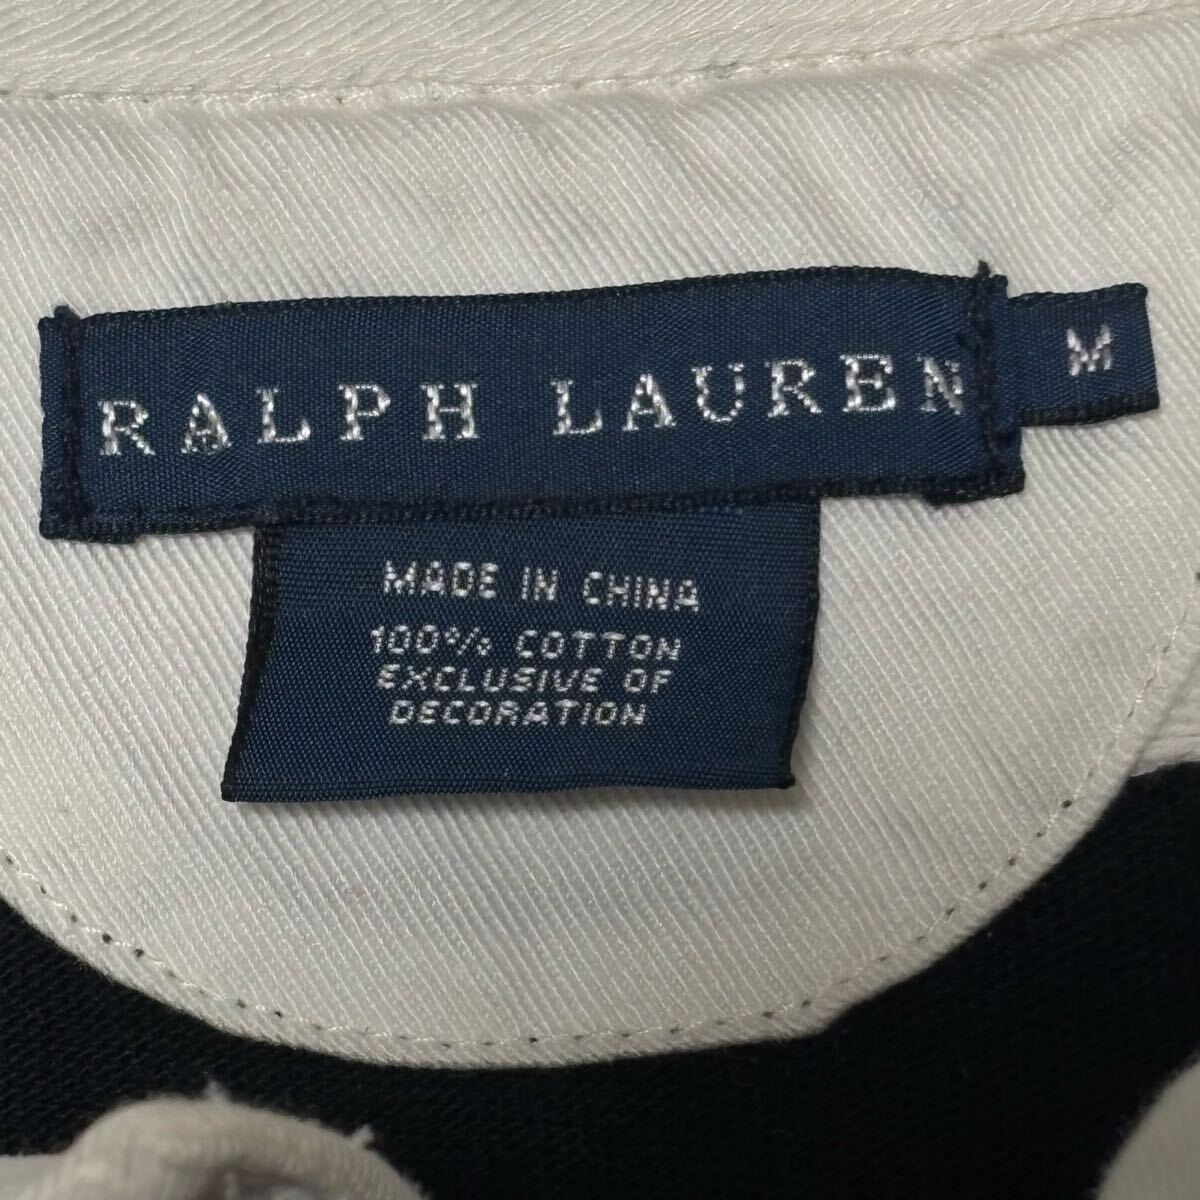 RALPH LAUREN
M
MADE IN CHINA
100% COTTON
EXCLUSIVE OF
DECORATION